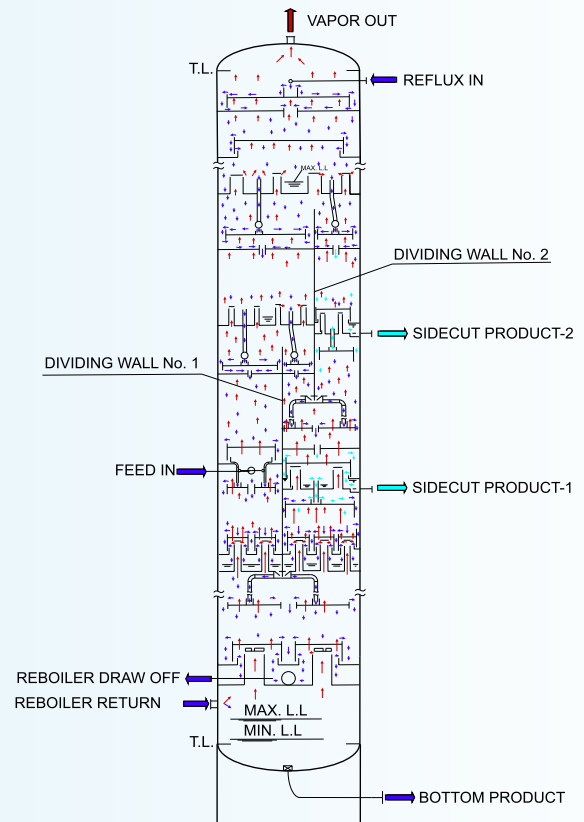 VAPOR OUT
T.L.
REFLUX IN
MAX. L.L
DIVIDING WALL No. 2
SIDECUT PRODUCT-2
DIVIDING WALL No. 1
FEED IN
SIDECUT PRODUCT-1
REBOILER DRAW OFF
REBOILER RETURN
MAX. L.L
MIN. L.L
T.L.
BOTTOM PRODUCT